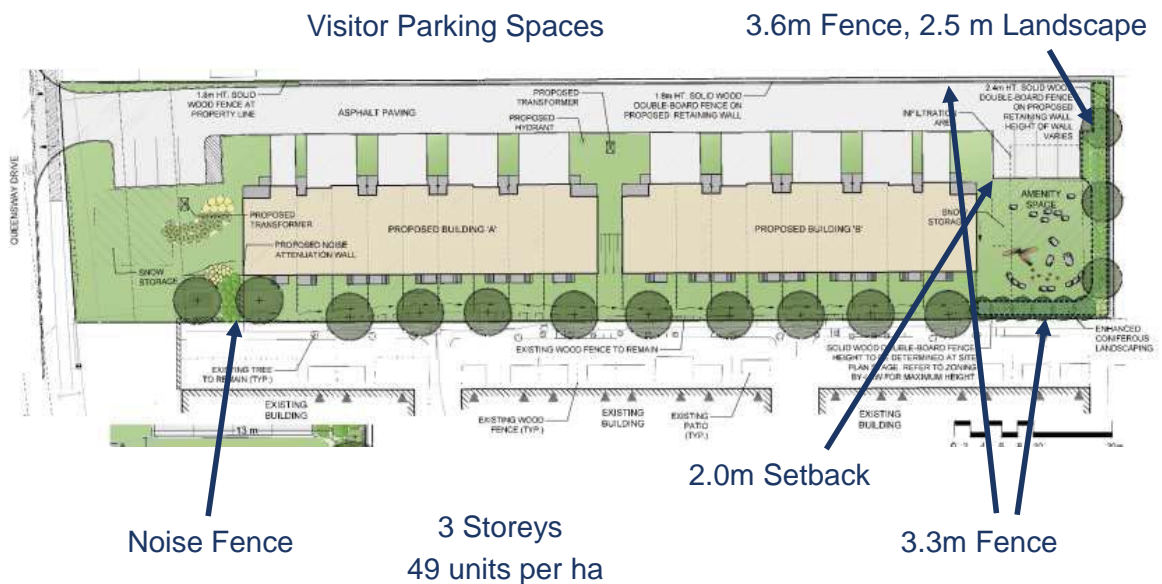 Visitor Parking Spaces
3.6m Fence, 2.5 m Landscape
1.8m HT. SOLID
WOOD FENCE AT
PROPERTY LINE
ASPHALT PAVING
PROPOSED
TRANSFORMER
PROPOSED
HYDRANT
1.8m HT. SOLID WOOD
DOUBLE-BOARD FENCE ON
PROPOSED RETAINING WALL
INFILTRATION
AREA
2.4m HT. SOLID WOOD
DOUBLE-BOARD FENCE
ON PROPOSED
RETAINING WALL.
HEIGHT OF WALL
VARIES
QUEENSWAY DRIVE
PROPOSED
TRANSFORMER
PROPOSED NOISE
ATTENUATION WALL
SNOW
STORAGE
PROPOSED BUILDING 'A'
PROPOSED BUILDING 'B'
AMENITY
SPACE
SNOW
STORAGE
EXISTING TREE
TO REMAIN (TYP.)
EXISTING WOOD FENCE TO REMAIN
SOLID WOOD DOUBLE-BOARD FENCE,
HEIGHT TO BE DETERMINED AT SITE
PLAN STAGE. REFER TO ZONING
BY-LAW FOR MAXIMUM HEIGHT
ENHANCED
CONIFEROUS
LANDSCAPING
EXISTING
BUILDING
EXISTING WOOD
FENCE (TYP.)
EXISTING
BUILDING
EXISTING
PATIO
(TYP.)
EXISTING
BUILDING
13 m
20m
2.0m Setback
Noise Fence
3 Storeys
49 units per ha
3.3m Fence